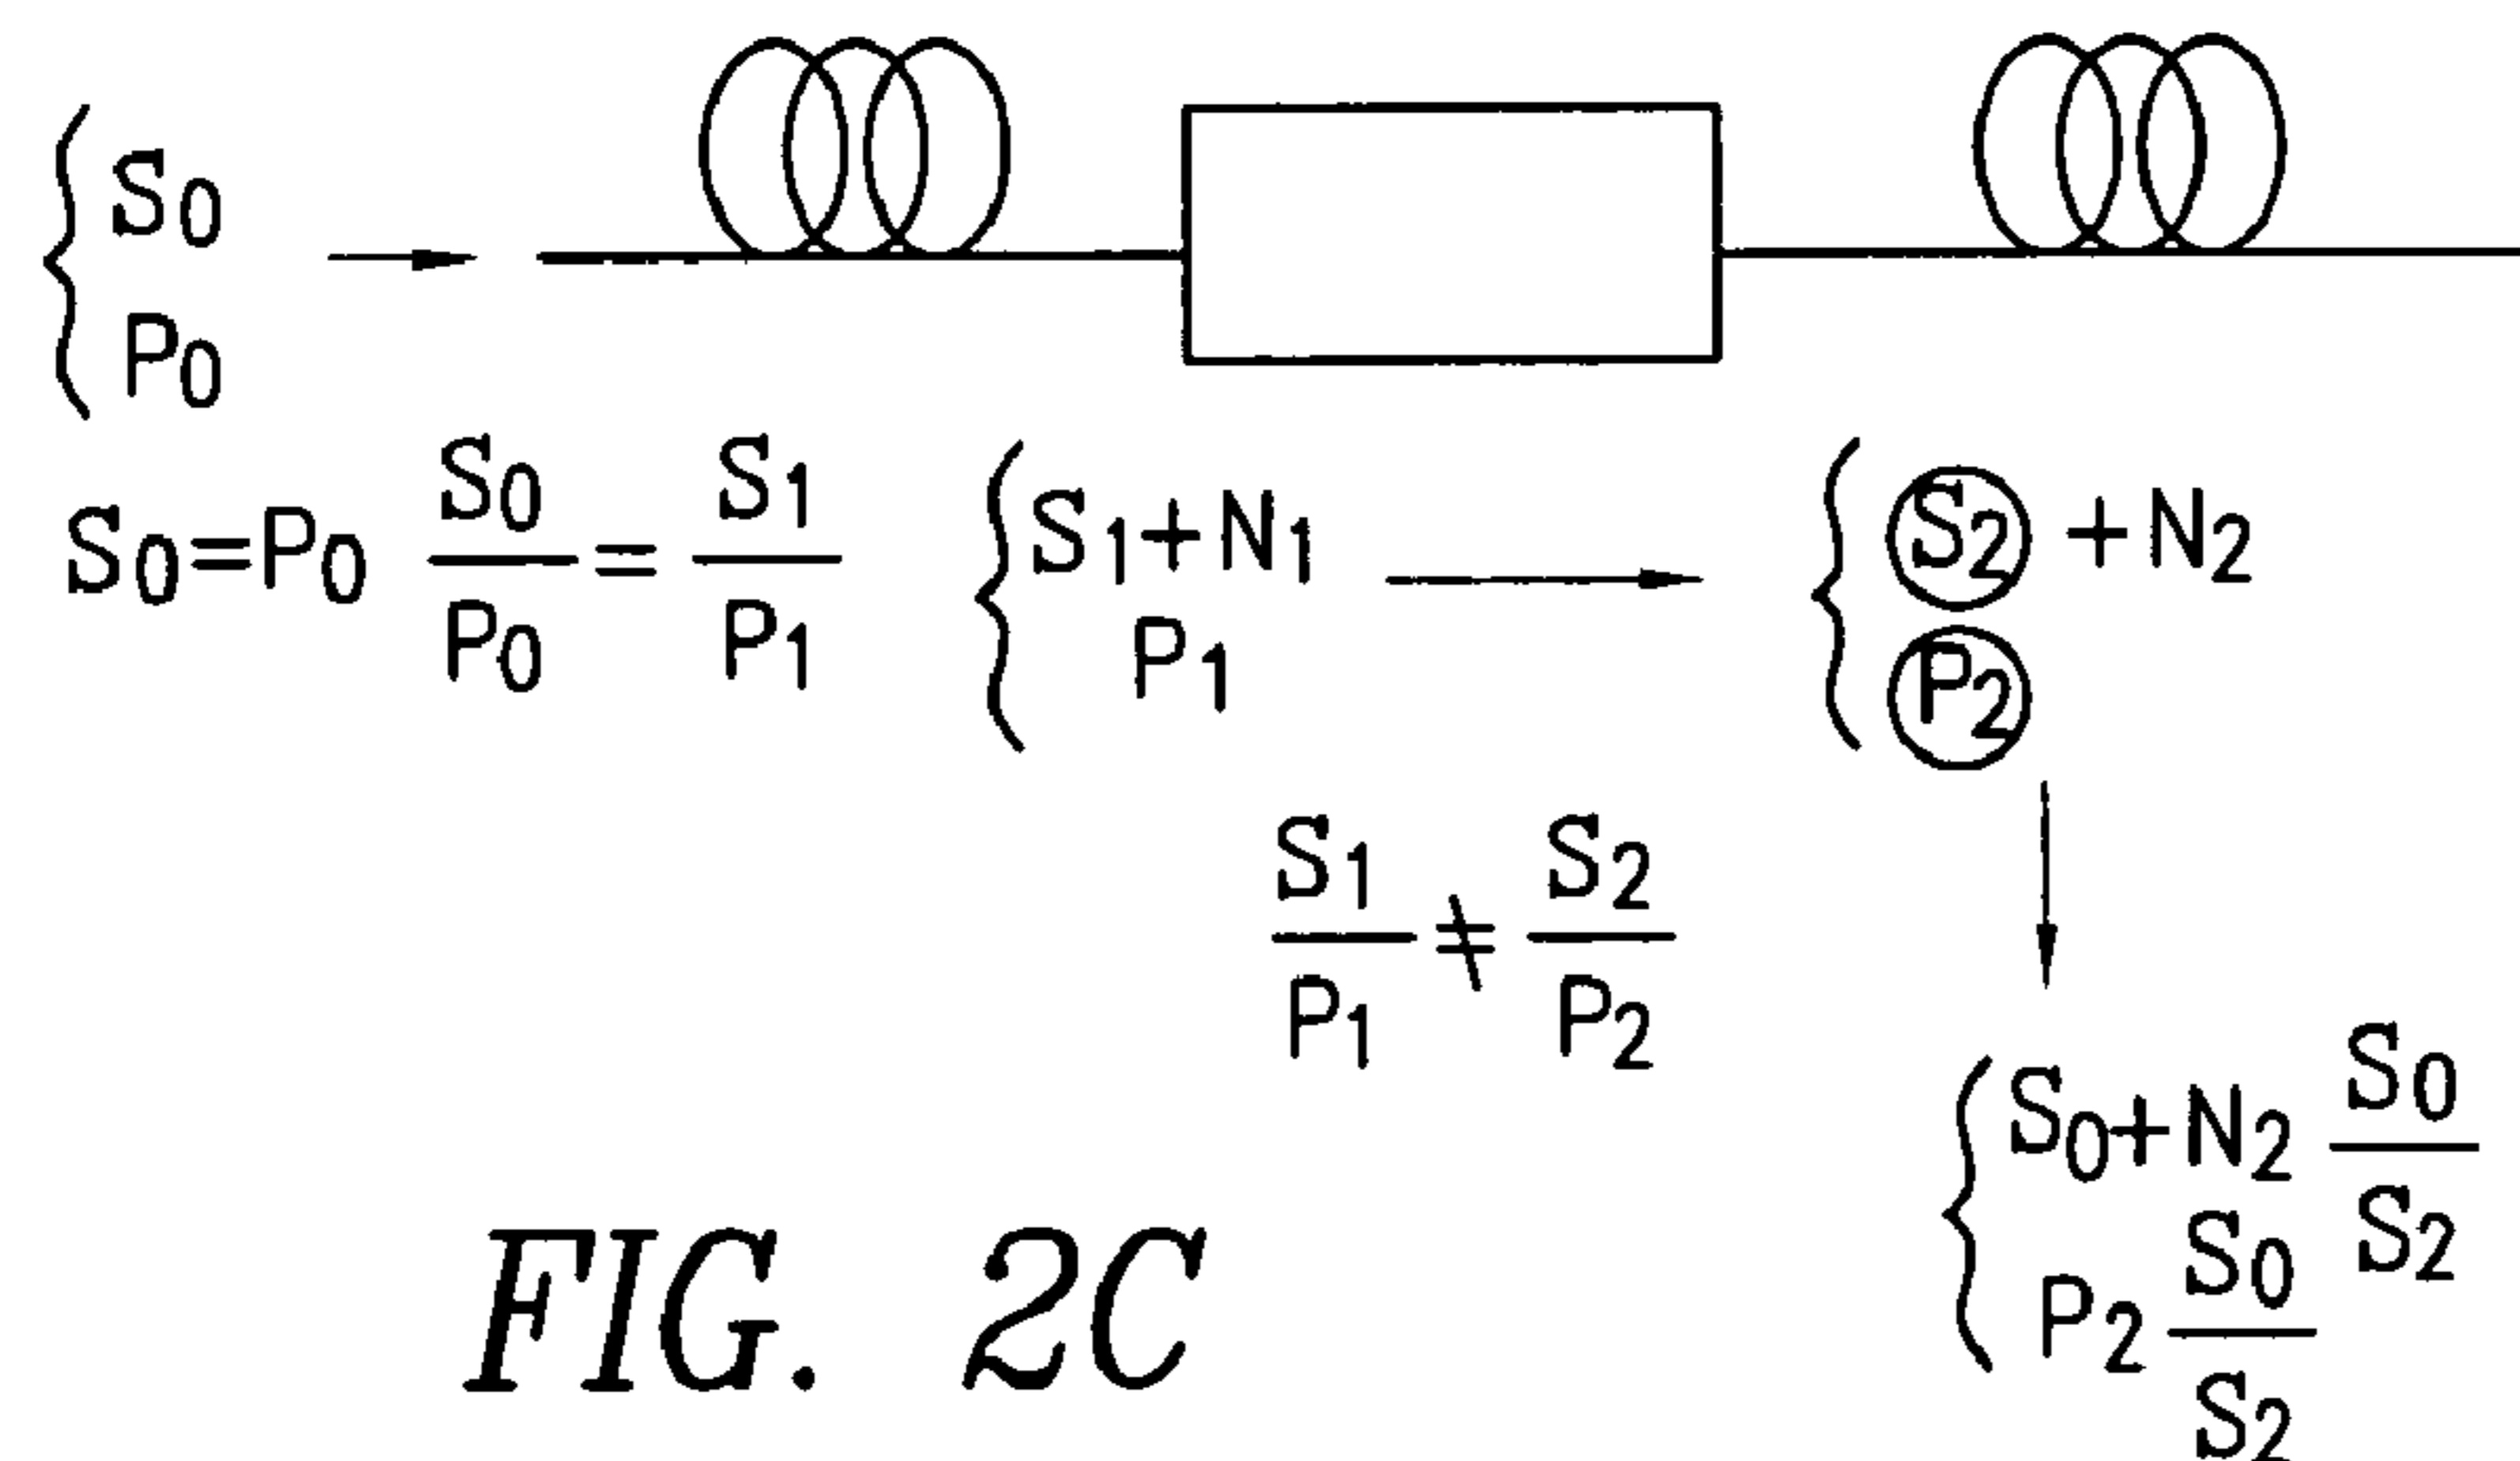 S0
P0
S0=P0 S0/P0 = S1/P1 { S1+N1 { S2 + N2
P1 P2
S1/P1 ≠ S2/P2
S0+N2 S0/S2
P2 S0/S2
FIG. 2C